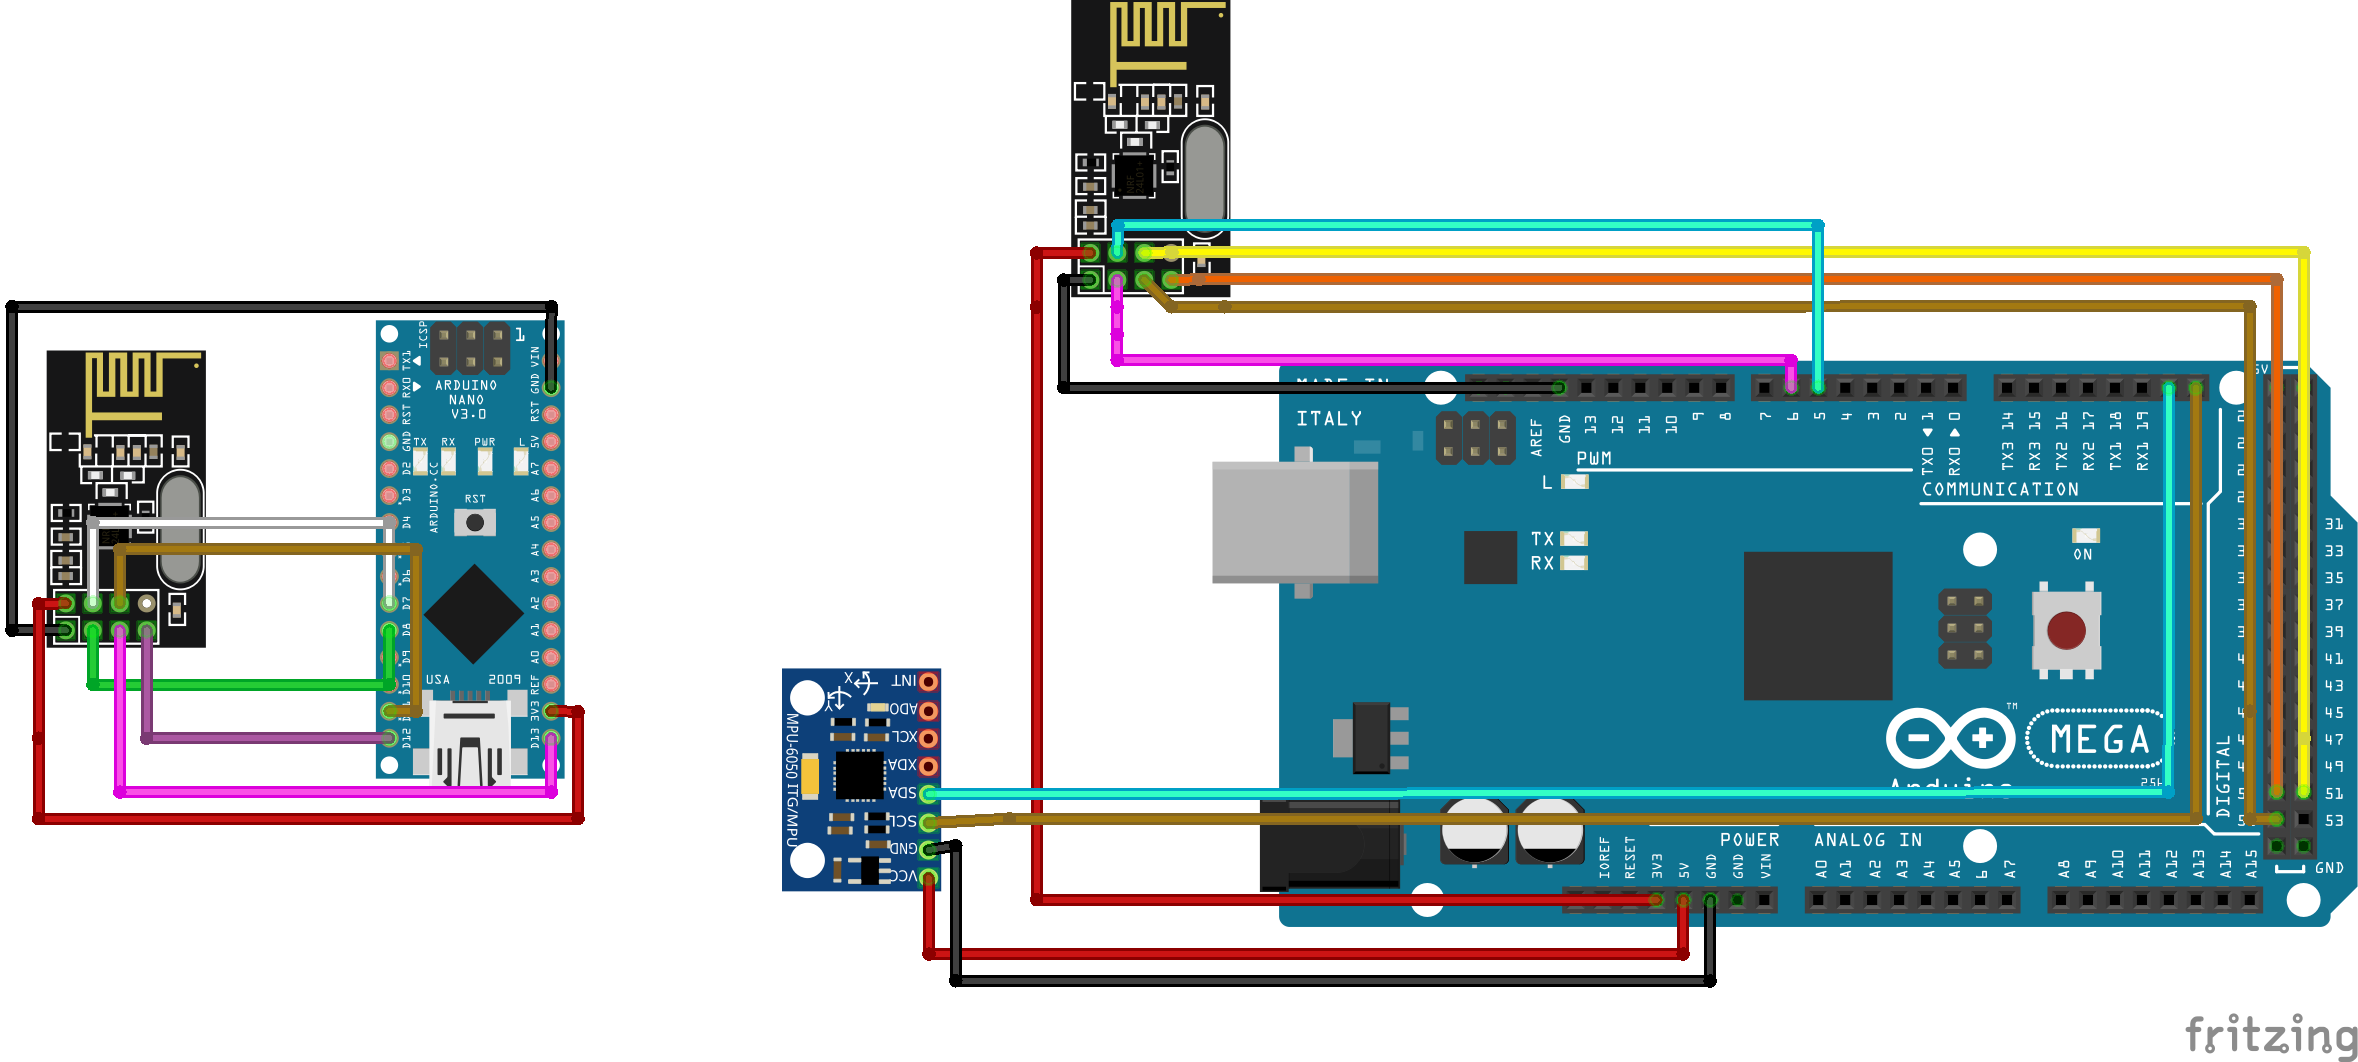 ICSP
1
TX1
RX0
RST
GND
D2
D3
D4
D6
D7
D8
D9
D10
D12
VIN
GND
RST
5V
A7
A6
A5
A4
A3
A2
A1
A0
REF
3V3
D13
ARDUINO
NANO
V3.0
TX
RX
PWR
L
RST
ARDUINO.CC
USA
2009
NRF
24L01+
MPU-6050 ITG/MPU
X
Y
INT
ADO
XCL
XDA
SDA
SCL
GND
VCC
MADE IN
ITALY
AREF
GND
13
12
11
10
9
8
7
6
5
4
3
2
TX0 1
RX0 0
TX3 14
RX3 15
TX2 16
RX2 17
TX1 18
RX1 19
PWM
L
TX
RX
COMMUNICATION
ON
31
33
35
37
39
41
43
45
47
49
51
53
GND
DIGITAL
TM
MEGA
Arduino
POWER
ANALOG IN
IOREF
RESET
3V3
5V
GND
GND
VIN
A0
A1
A2
A3
A4
A5
A7
A8
A9
A10
A11
A12
A13
A14
A15
fritzing